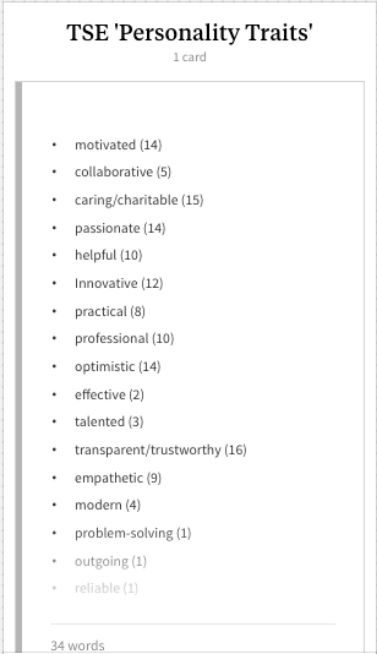 TSE 'Personality Traits'
1 card
• motivated (14)
• collaborative (5)
• caring/charitable (15)
• passionate (14)
• helpful (10)
• Innovative (12)
• practical (8)
• professional (10)
• optimistic (14)
• effective (2)
• talented (3)
• transparent/trustworthy (16)
• empathetic (9)
• modern (4)
• problem-solving (1)
• outgoing (1)
• reliable (1)
34 words